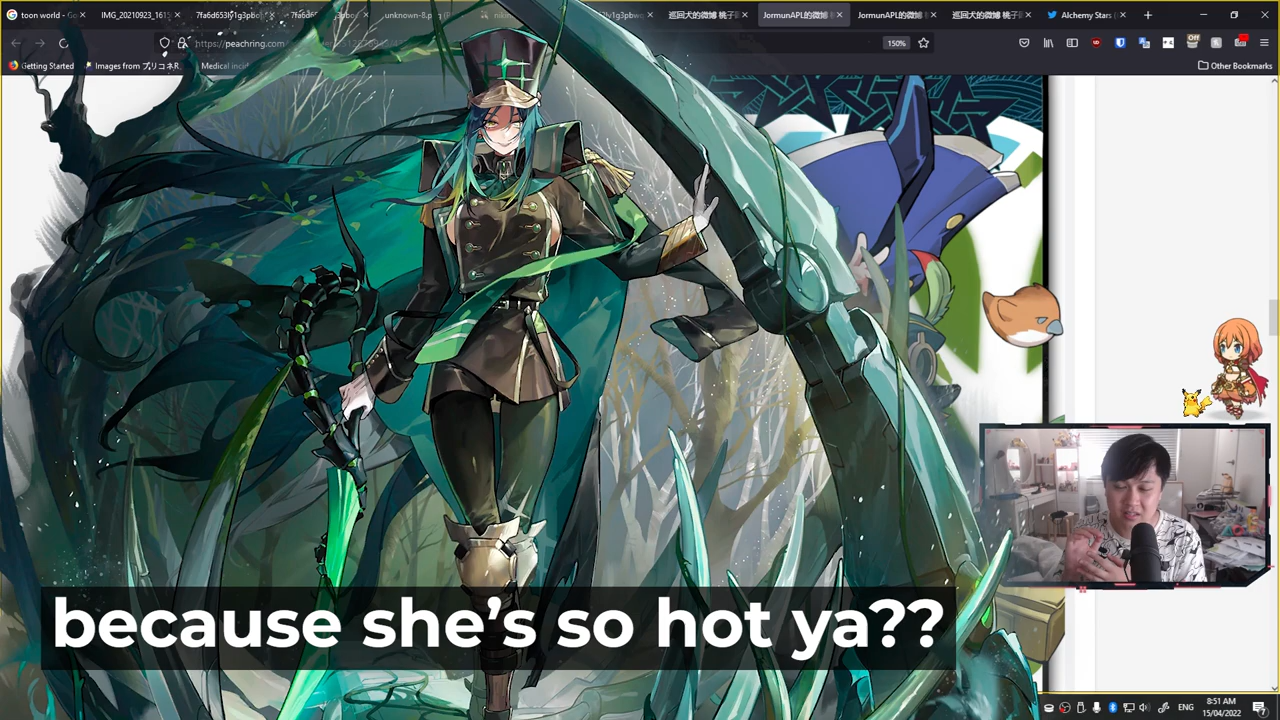 toon world - G
IMG_20210923_161
7fa6d653ly1g3pbo
unknown-8.p
巡回犬的微博 桃子
JormunAPL的微博
JormunAPL的微博
巡回犬的微博 桃子
Alchemy Stars (
https://peachring.com
150%
Getting Started
Images from プリコネR
Medical incid
Other Bookmarks
Off
because she's so hot ya??
ENG
8:51 AM
15/04/2022